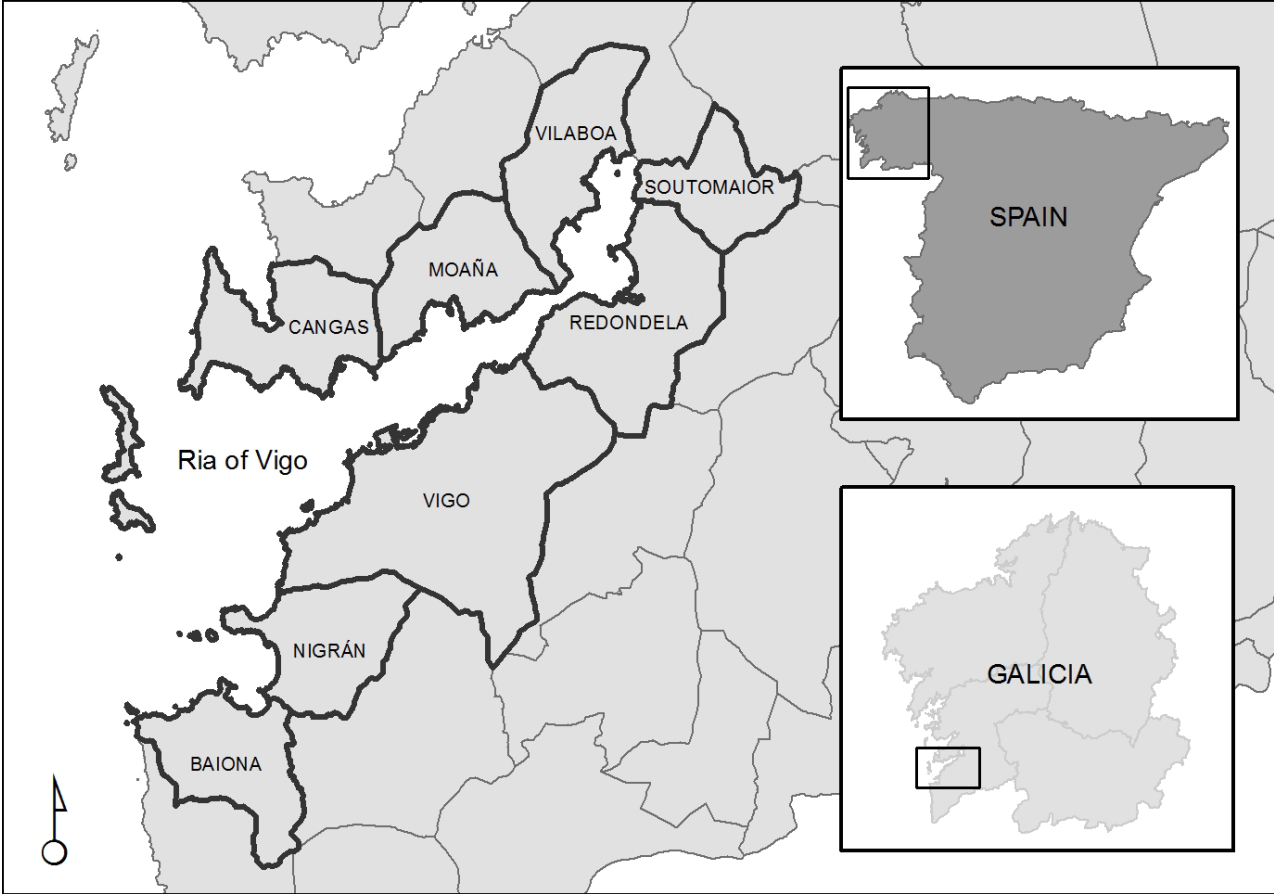 VILABOA
SOUTOMAIOR
SPAIN
MOAÑA
CANGAS
REDONDELA
Ria of Vigo
VIGO
NIGRÁN
GALICIA
BAIONA